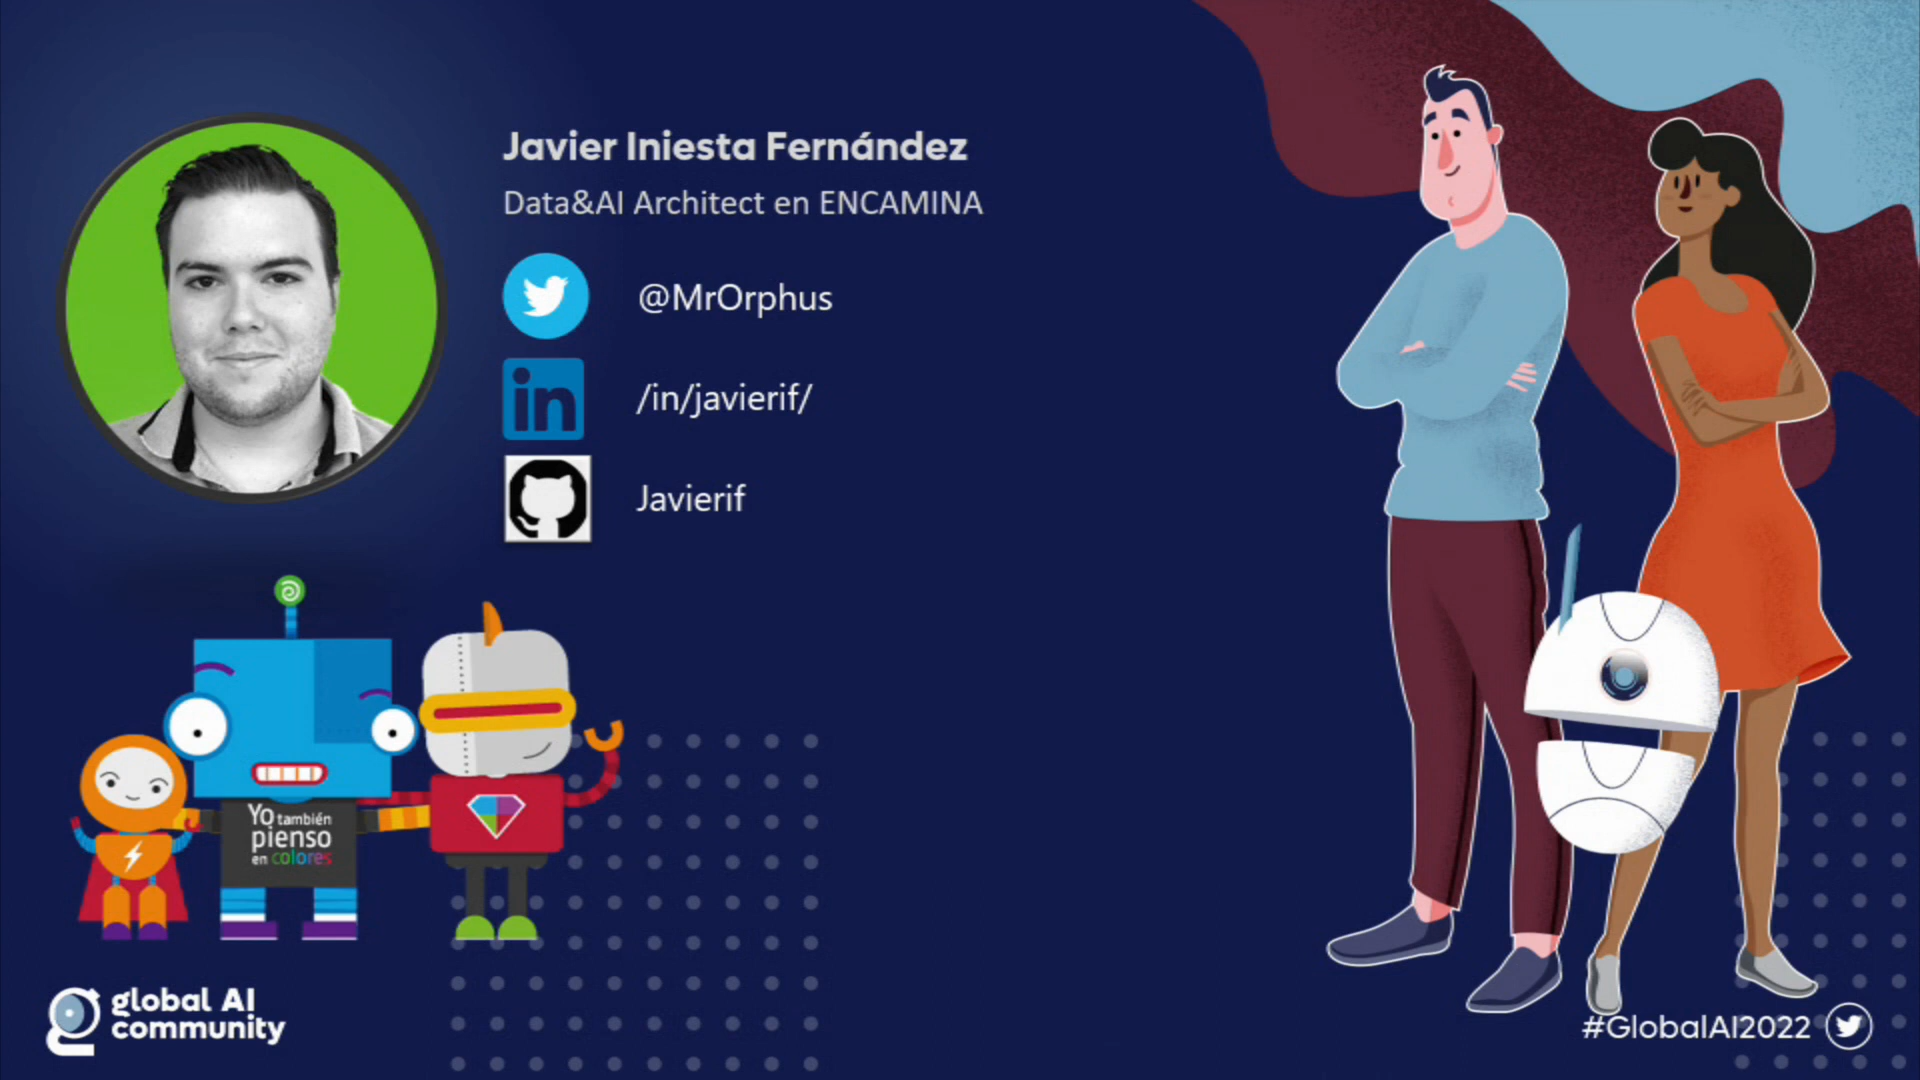 Javier Iniesta Fernández
Data&AI Architect en ENCAMINA
@MrOrphus
in
/in/javierif/
Javierif
Yo también
pienso
en colores
global AI
community
#GlobalAI2022